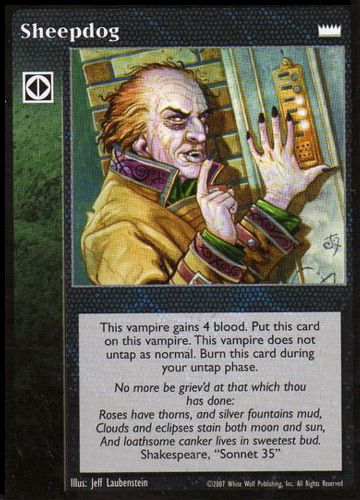 Sheepdog
This vampire gains 4 blood. Put this card
on this vampire. This vampire does not
untap as normal. Burn this card during
your untap phase.
No more be griev'd at that which thou
has done:
Roses have thorns, and silver fountains mud,
Clouds and eclipses stain both moon and sun,
And loathsome canker lives in sweetest bud.
Shakespeare, "Sonnet 35"
Illus: Jeff Laubenstein
©2007 White Wolf Publishing, Inc. All Rights Reserved